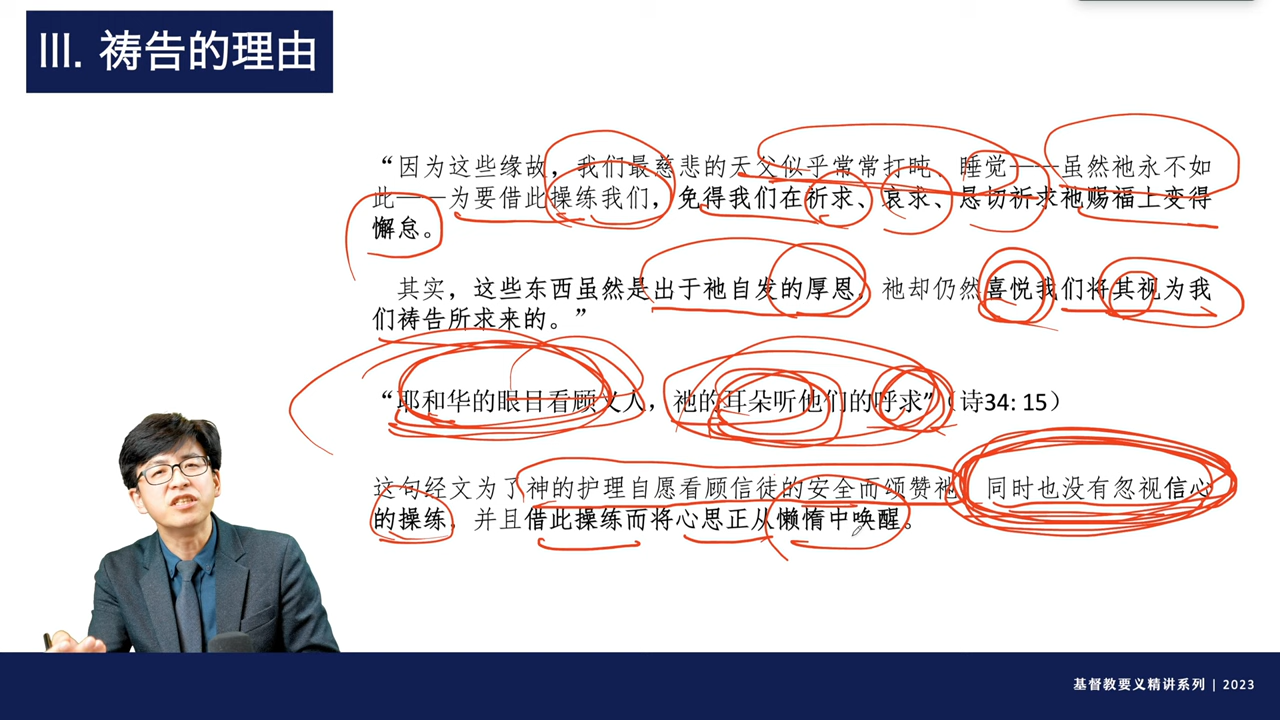 III. 祷告的理由
“因为这些缘故，我们最慈悲的天父似乎常常打盹、睡觉——虽然祂永不如
此——为要借此操练我们，免得我们在祈求、哀求、恳切祈求祂赐福上变得
懈怠。
其实，这些东西虽然是出于祂自发的厚恩，祂却仍然喜悦我们将其视为我
们祷告所求来的。”
“耶和华的眼目看顾义人，祂的耳朵听他们的呼求”（诗34: 15）
这句经文为了神的护理自愿看顾信徒的安全而颂赞祂，同时也没有忽视信心
的操练，并且借此操练而将心思正从懒惰中唤醒。
基督教要义精讲系列 | 2023